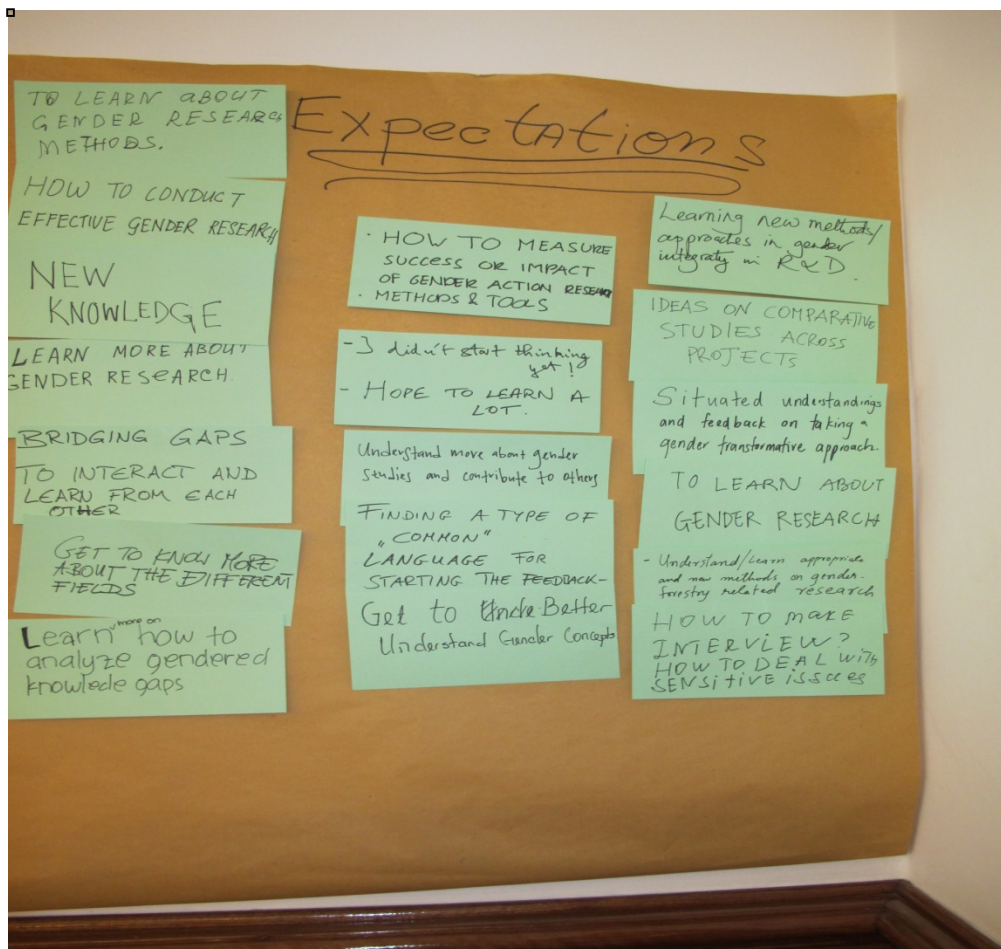 Expectations
TO LEARN aBOUT
GENDER RESEARCH
METHODS.
HOW TO CONDUCT
EFFECTIVE GENDER RESEARCH
NEW
KNOWLEDGE
LEARN MORE ABOUT
GENDER RESEARCH.
BRIDGING GAPS
TO INTERACT AND
LEARN FROM EACH
OTHER
GET TO KNOW MORE
ABOUT THE DIFFERENT
FIELDS
Learn more on how to
analyze gendered
knowlede gaps
· HOW TO MEASURE
SUCCESS OR IMPACT
OF GENDER ACTION RESEARCH
· METHODS & TOOLS
- I didn't start thinking
yet!
- HOPE TO LEARN A
LOT.
Understand more about gender
studies and contribute to others
FINDING A TYPE OF
„COMMON"
LANGUAGE FOR
STARTING THE FEEDBACK-
Get to Better
Understand Gender Concepts
Learning new methods/
approaches in gender
integraty in R&D.
IDEAS ON COMPARATIVE
STUDIES ACROSS
PROJECTS
Situated understandings
and feedback on taking a
gender transformative approach.
TO LEARN ABOUT
GENDER RESEARCH
- Understand/Learn appropriate
and new methods on gender-
forestry related research
HOW TO MAKE
INTERVIEW?
HOW TO DEAL WITH
SENSITIVE ISSUES